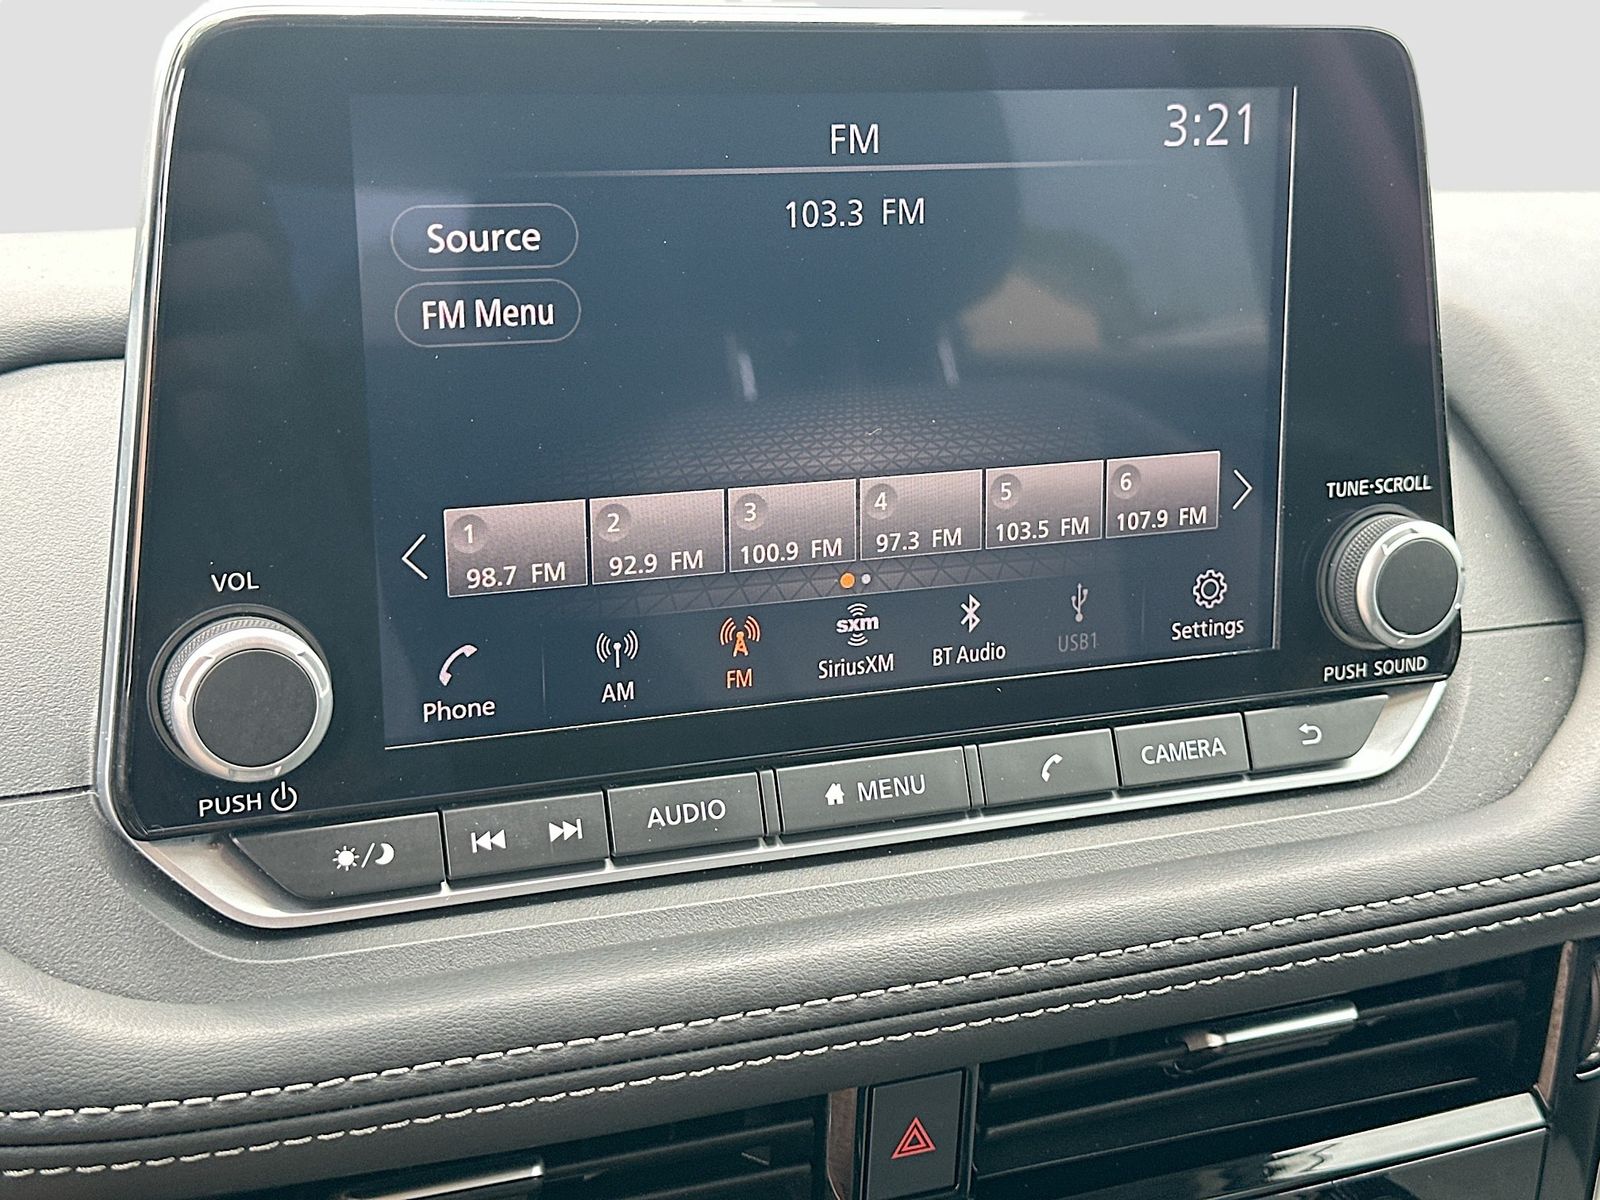 FM
3:21
103.3 FM
Source
FM Menu
1
98.7 FM
2
92.9 FM
3
100.9 FM
4
97.3 FM
5
103.5 FM
6
107.9 FM
Phone
AM
FM
sxm
SiriusXM
BT Audio
USB1
Settings
VOL
PUSH
TUNE·SCROLL
PUSH SOUND
AUDIO
MENU
CAMERA